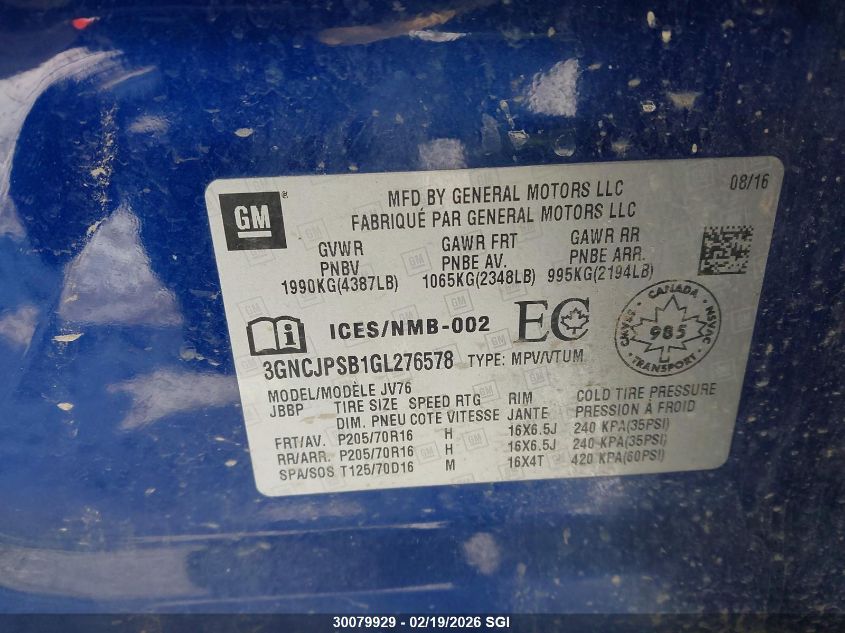 GM ®
MFD BY GENERAL MOTORS LLC 08/16
FABRIQUÉ PAR GENERAL MOTORS LLC
GVWR GAWR FRT GAWR RR
PNBV PNBE AV. PNBE ARR.
1990KG(4387LB) 1065KG(2348LB) 995KG(2194LB)
ICES/NMB-002 EC
CANADA
CMVSS 985 NSVAC
TRANSPORT
3GNCJPSB1GL276578 TYPE: MPV/VTUM
MODEL/MODÈLE JV76
JBBP TIRE SIZE SPEED RTG RIM COLD TIRE PRESSURE
DIM. PNEU COTE VITESSE JANTE PRESSION À FROID
FRT/AV. P205/70R16 H 16X6.5J 240 KPA(35PSI)
RR/ARR. P205/70R16 H 16X6.5J 240 KPA(35PSI)
SPA/SOS T125/70D16 M 16X4T 420 KPA(60PSI)
30079929 - 02/19/2026 SGI